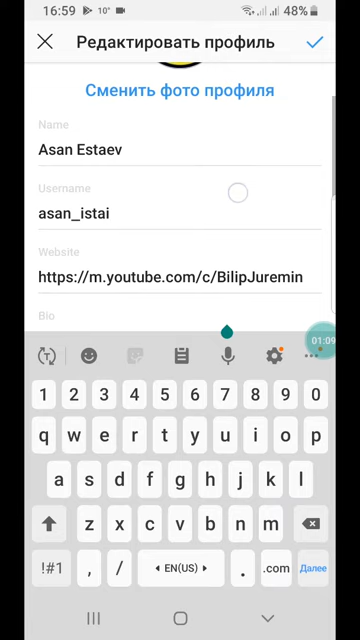 16:59 10° 48%
Редактировать профиль
Сменить фото профиля
Name
Asan Estaev
Username
asan_istai
Website
https://m.youtube.com/c/BilipJuremin
Bio
01:09
1 2 3 4 5 6 7 8 9 0
q w e r t y u i o p
a s d f g h j k l
z x c v b n m
!#1 , / EN(US) . .com Далее